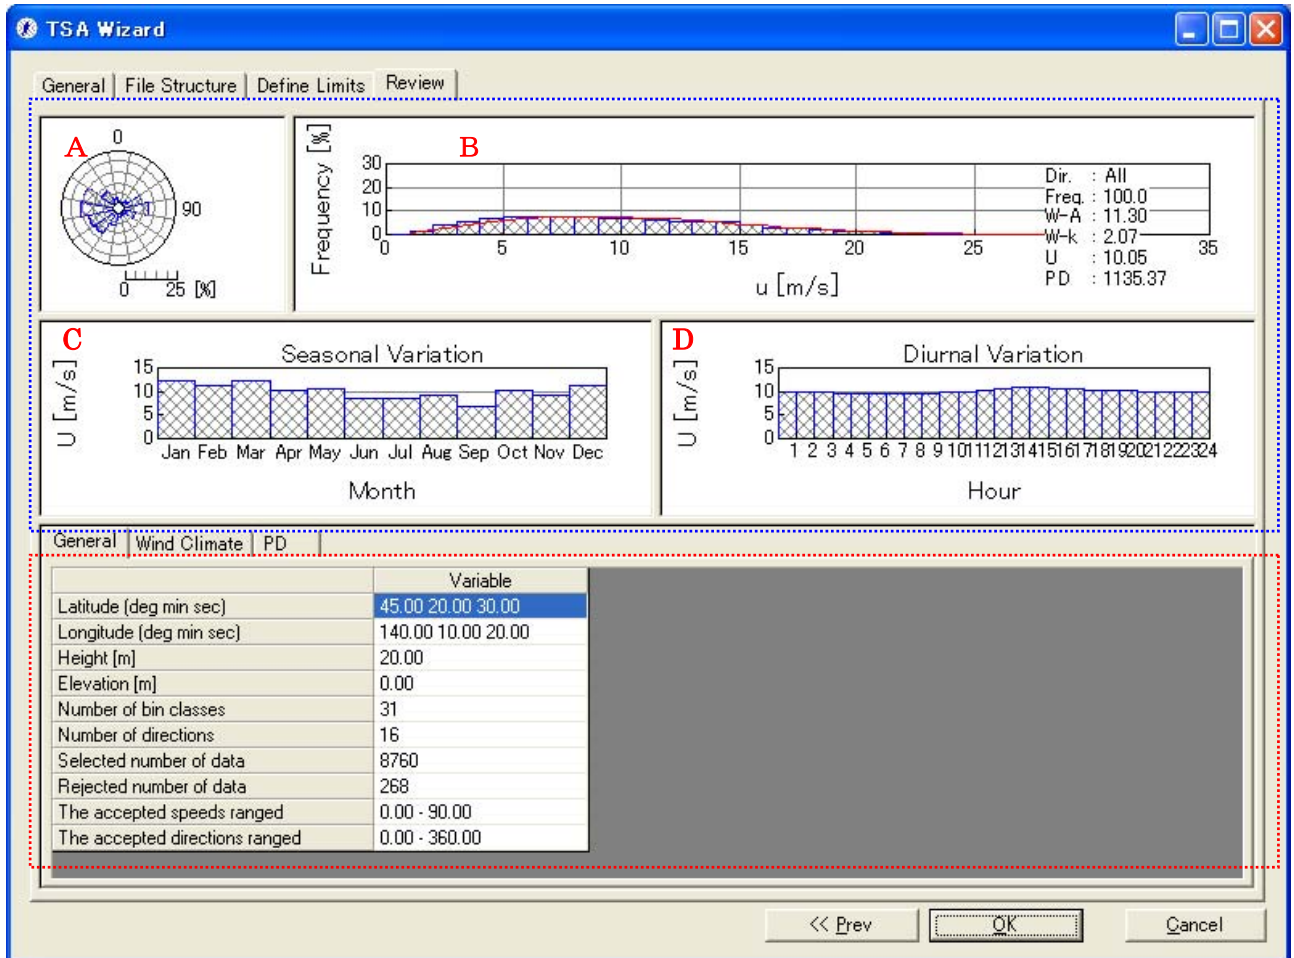 TSA Wizard
General File Structure Define Limits Review
A
0
90
0 25 [%]
B
Frequency [%]
30
20
10
0
0 5 10 15 20 25 35
u [m/s]
Dir. : All
Freq. : 100.0
W-A : 11.30
W-k : 2.07
U : 10.05
PD : 1135.37
C
Seasonal Variation
U [m/s]
15
10
5
0
Jan Feb Mar Apr May Jun Jul Aug Sep Oct Nov Dec
Month
D
Diurnal Variation
U [m/s]
15
10
5
0
1 2 3 4 5 6 7 8 9 10 11 12 13 14 15 16 17 18 19 20 21 22 23 24
Hour
General Wind Climate PD
Variable
Latitude (deg min sec) 45.00 20.00 30.00
Longitude (deg min sec) 140.00 10.00 20.00
Height [m] 20.00
Elevation [m] 0.00
Number of bin classes 31
Number of directions 16
Selected number of data 8760
Rejected number of data 268
The accepted speeds ranged 0.00 - 90.00
The accepted directions ranged 0.00 - 360.00
<< Prev OK Cancel